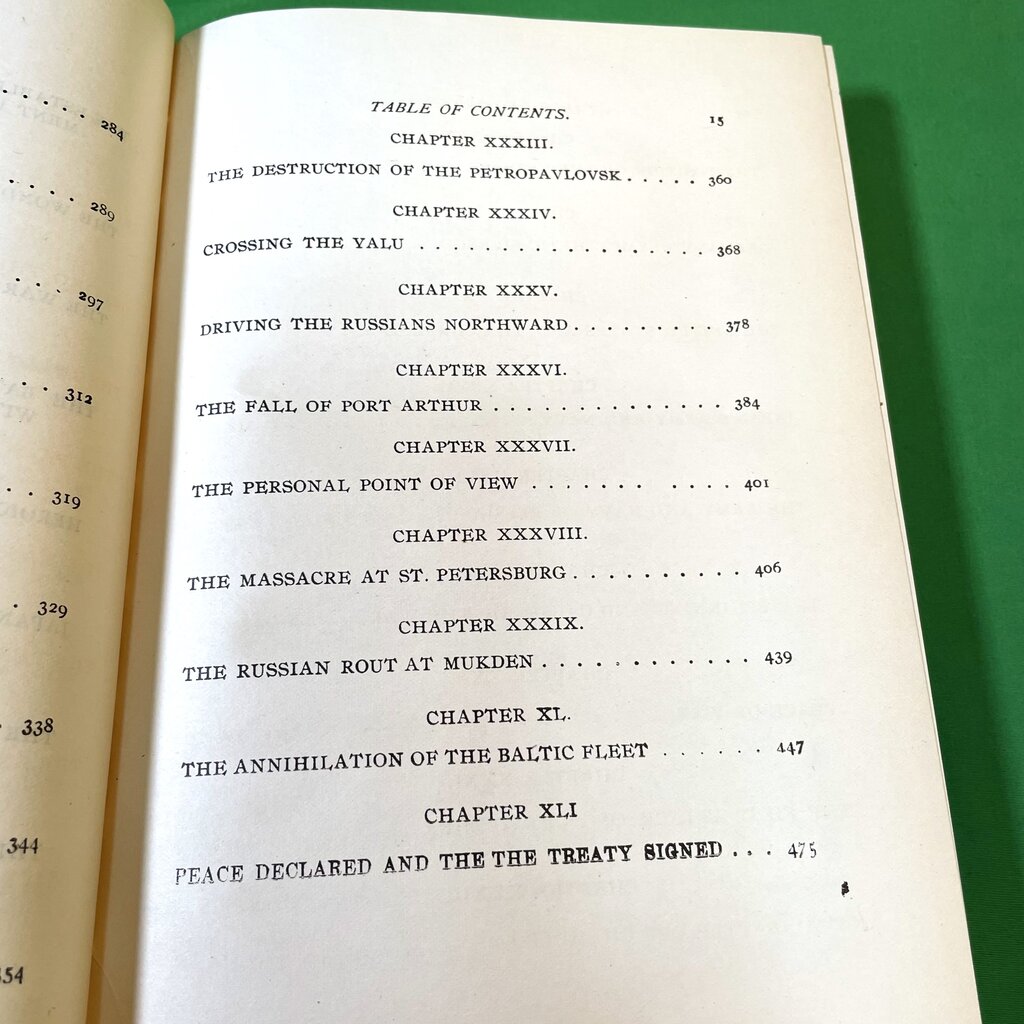 284
289
297
312
319
329
338
344
354
TABLE OF CONTENTS. 15
CHAPTER XXXIII.
THE DESTRUCTION OF THE PETROPAVLOVSK . . . . . 360
CHAPTER XXXIV.
CROSSING THE YALU . . . . . . . . . . . . . . . . . . 368
CHAPTER XXXV.
DRIVING THE RUSSIANS NORTHWARD . . . . . . . . . 378
CHAPTER XXXVI.
THE FALL OF PORT ARTHUR . . . . . . . . . . . . . . 384
CHAPTER XXXVII.
THE PERSONAL POINT OF VIEW . . . . . . . . . . . 401
CHAPTER XXXVIII.
THE MASSACRE AT ST. PETERSBURG . . . . . . . . . . 406
CHAPTER XXXIX.
THE RUSSIAN ROUT AT MUKDEN . . . . . . . . . . . . 439
CHAPTER XL.
THE ANNIHILATION OF THE BALTIC FLEET . . . . . . 447
CHAPTER XLI
PEACE DECLARED AND THE THE TREATY SIGNED . . . 475